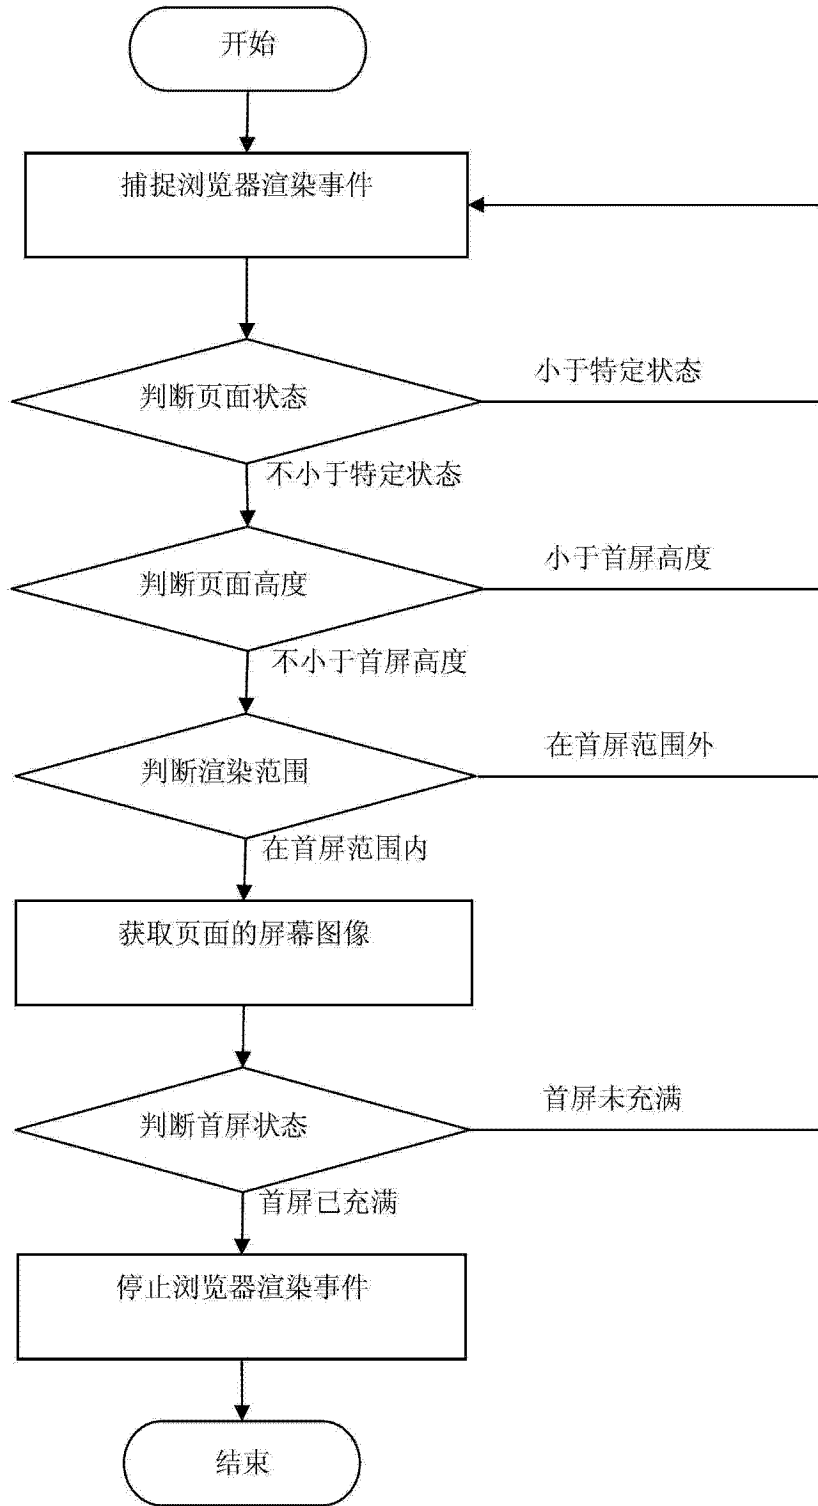 开始
捕捉浏览器渲染事件
判断页面状态
小于特定状态
不小于特定状态
判断页面高度
小于首屏高度
不小于首屏高度
判断渲染范围
在首屏范围外
在首屏范围内
获取页面的屏幕图像
判断首屏状态
首屏未充满
首屏已充满
停止浏览器渲染事件
结束